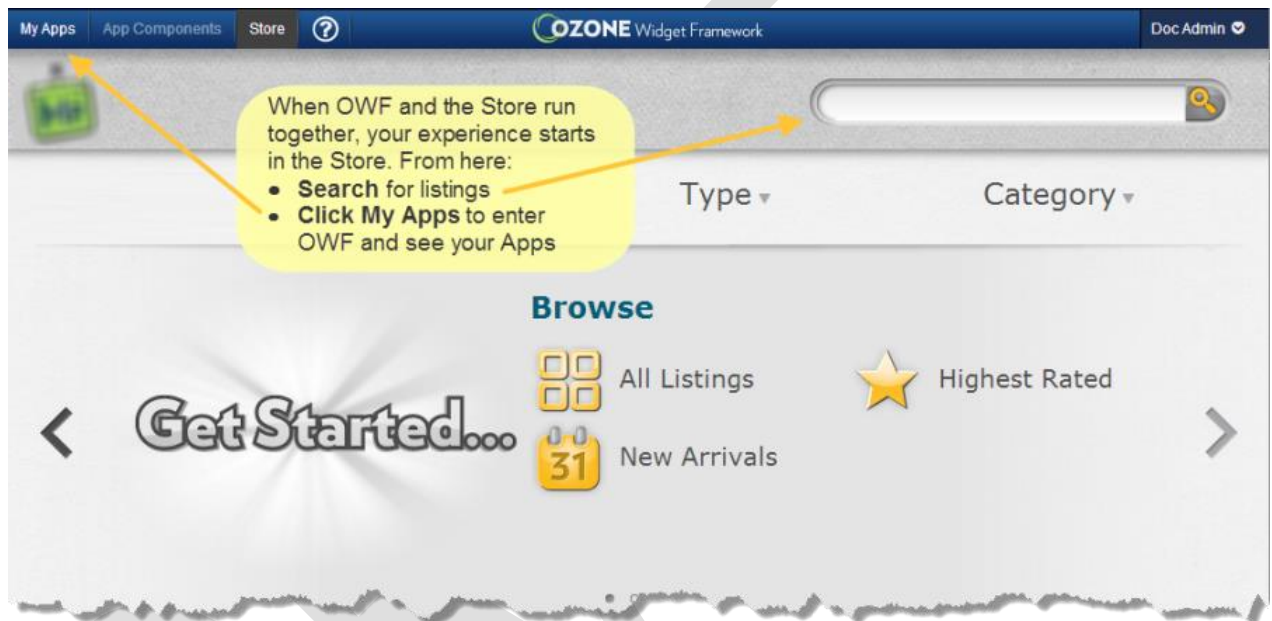 My Apps App Components Store ? OZONE Widget Framework Doc Admin
When OWF and the Store run
together, your experience starts
in the Store. From here:
• Search for listings
• Click My Apps to enter
OWF and see your Apps
Type Category
Browse
All Listings Highest Rated
Get Started...
31 New Arrivals